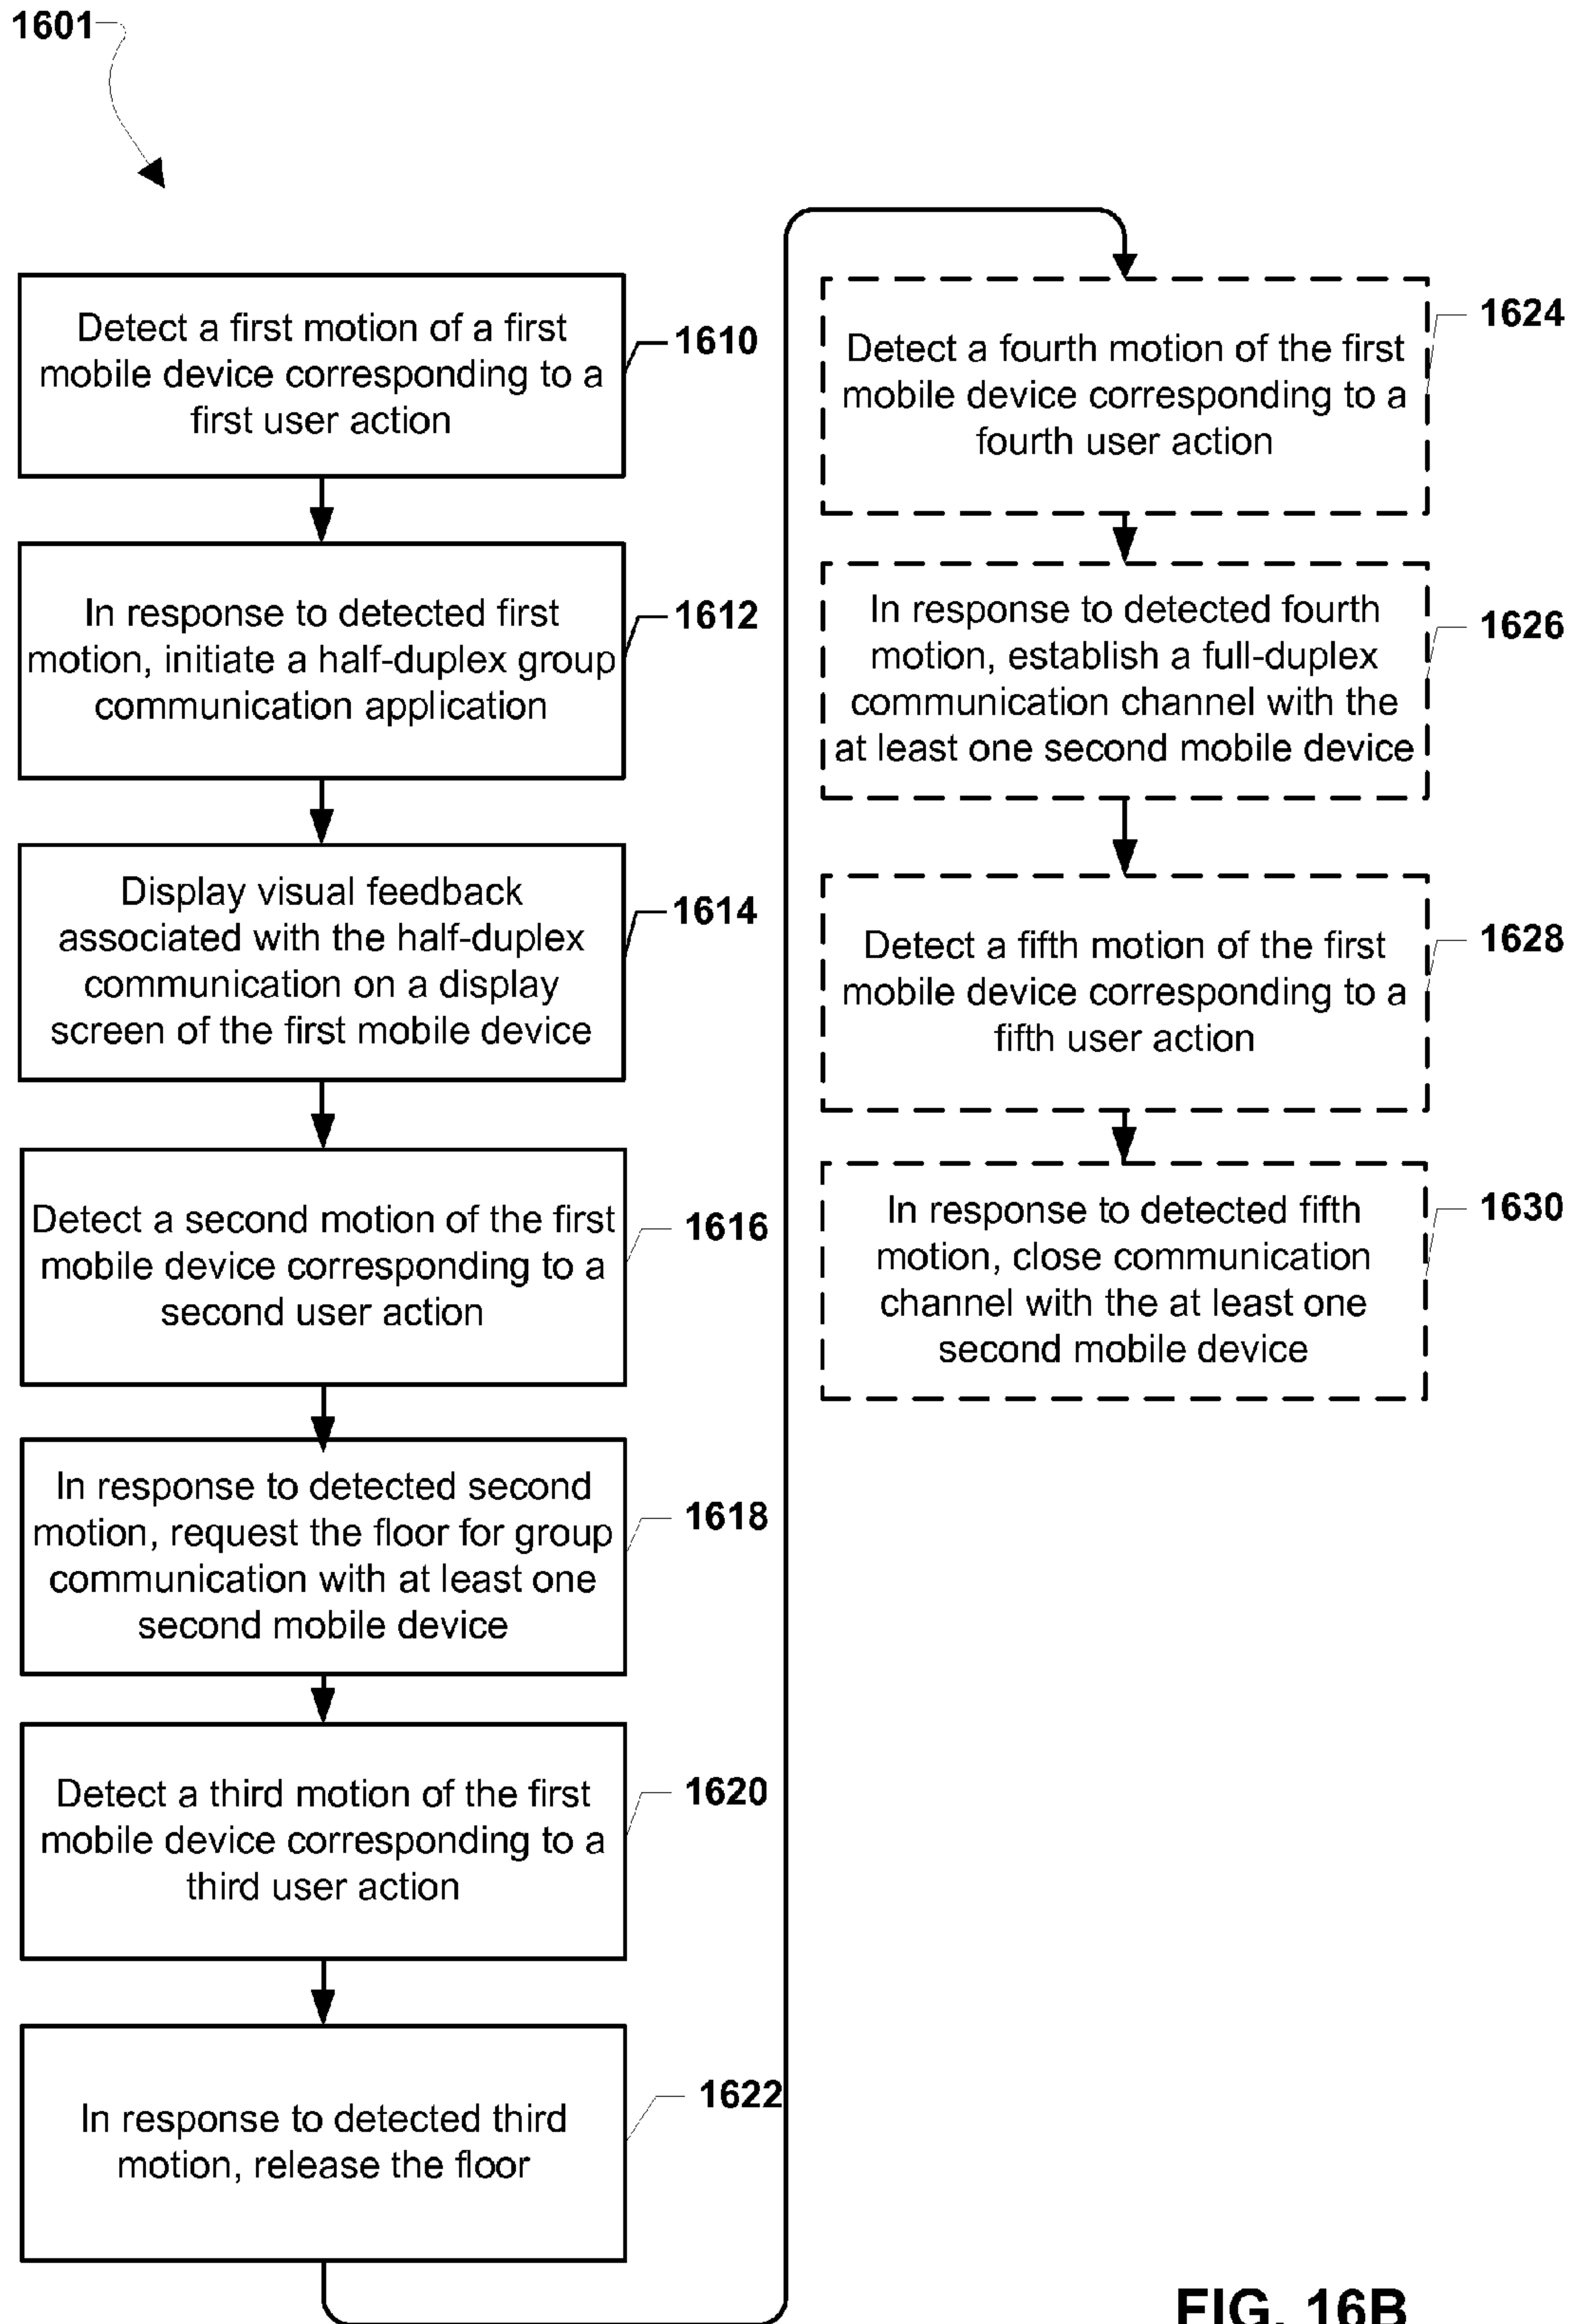 1601
Detect a first motion of a first
mobile device corresponding to a
first user action
1610
In response to detected first
motion, initiate a half-duplex group
communication application
1612
Display visual feedback
associated with the half-duplex
communication on a display
screen of the first mobile device
1614
Detect a second motion of the first
mobile device corresponding to a
second user action
1616
In response to detected second
motion, request the floor for group
communication with at least one
second mobile device
1618
Detect a third motion of the first
mobile device corresponding to a
third user action
1620
In response to detected third
motion, release the floor
1622
Detect a fourth motion of the first
mobile device corresponding to a
fourth user action
1624
In response to detected fourth
motion, establish a full-duplex
communication channel with the
at least one second mobile device
1626
Detect a fifth motion of the first
mobile device corresponding to a
fifth user action
1628
In response to detected fifth
motion, close communication
channel with the at least one
second mobile device
1630
FIG. 16B